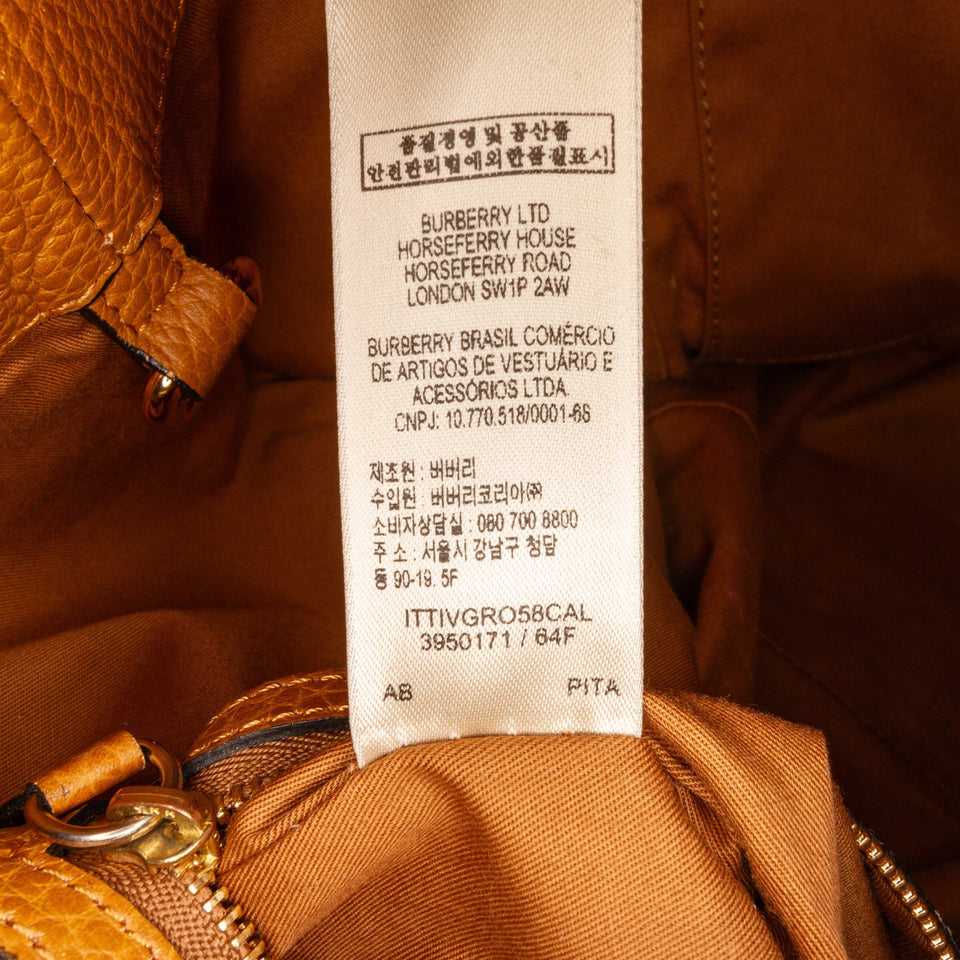 품질경영 및 공산품
안전관리법에의한품질표시
BURBERRY LTD
HORSEFERRY HOUSE
HORSEFERRY ROAD
LONDON SW1P 2AW
BURBERRY BRASIL COMÉRCIO
DE ARTIGOS DE VESTUÁRIO E
ACESSÓRIOS LTDA
CNPJ: 10.770.518/0001-66
제조원 : 버버리
수입원 : 버버리코리아㈜
소비자상담실 : 080 700 8800
주 소 : 서울시 강남구 청담
동 90-19. 5F
ITTIVGRO58CAL
3950171 / 64F
AB PITA